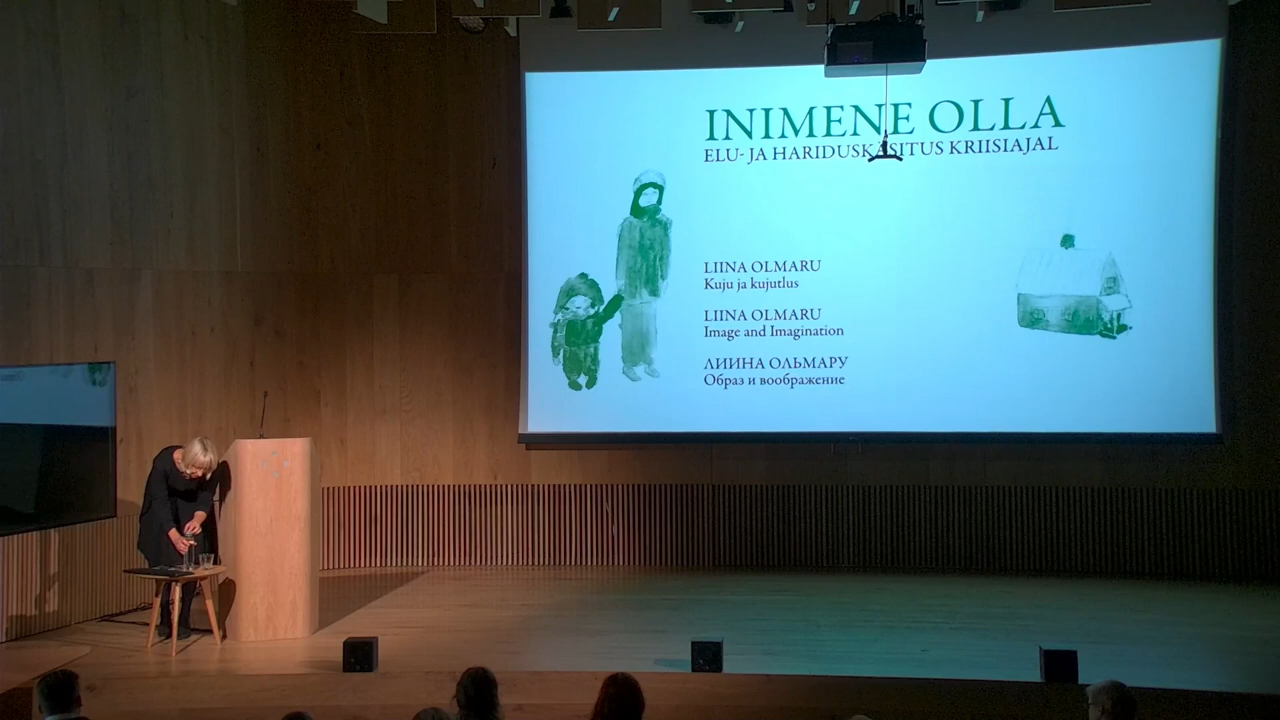 INIMENE OLLA
ELU- JA HARIDUSKÄSITUS KRIISIAJAL
LIINA OLMARU
Kuju ja kujutlus
LIINA OLMARU
Image and Imagination
ЛИИНА ОЛЬМАРУ
Образ и воображение